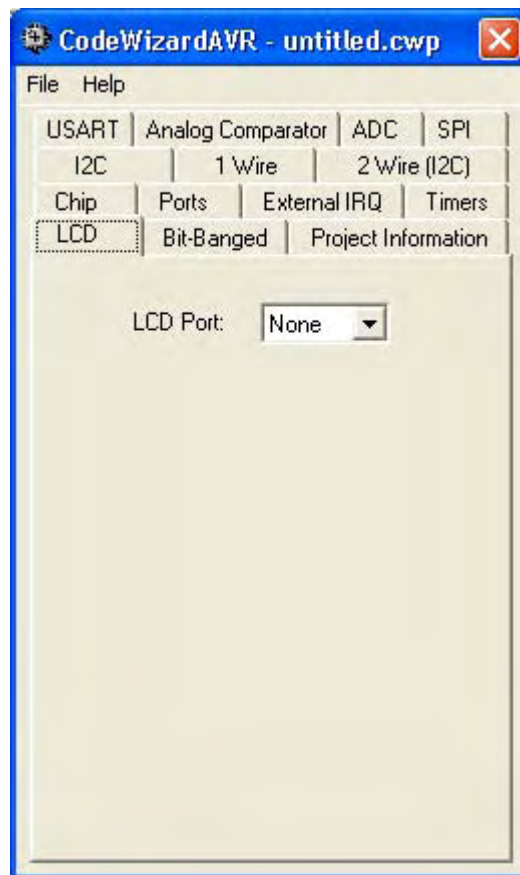 CodeWizardAVR - untitled.cwp
File Help
USART Analog Comparator ADC SPI
I2C 1 Wire 2 Wire (I2C)
Chip Ports External IRQ Timers
LCD Bit-Banged Project Information
LCD Port: None